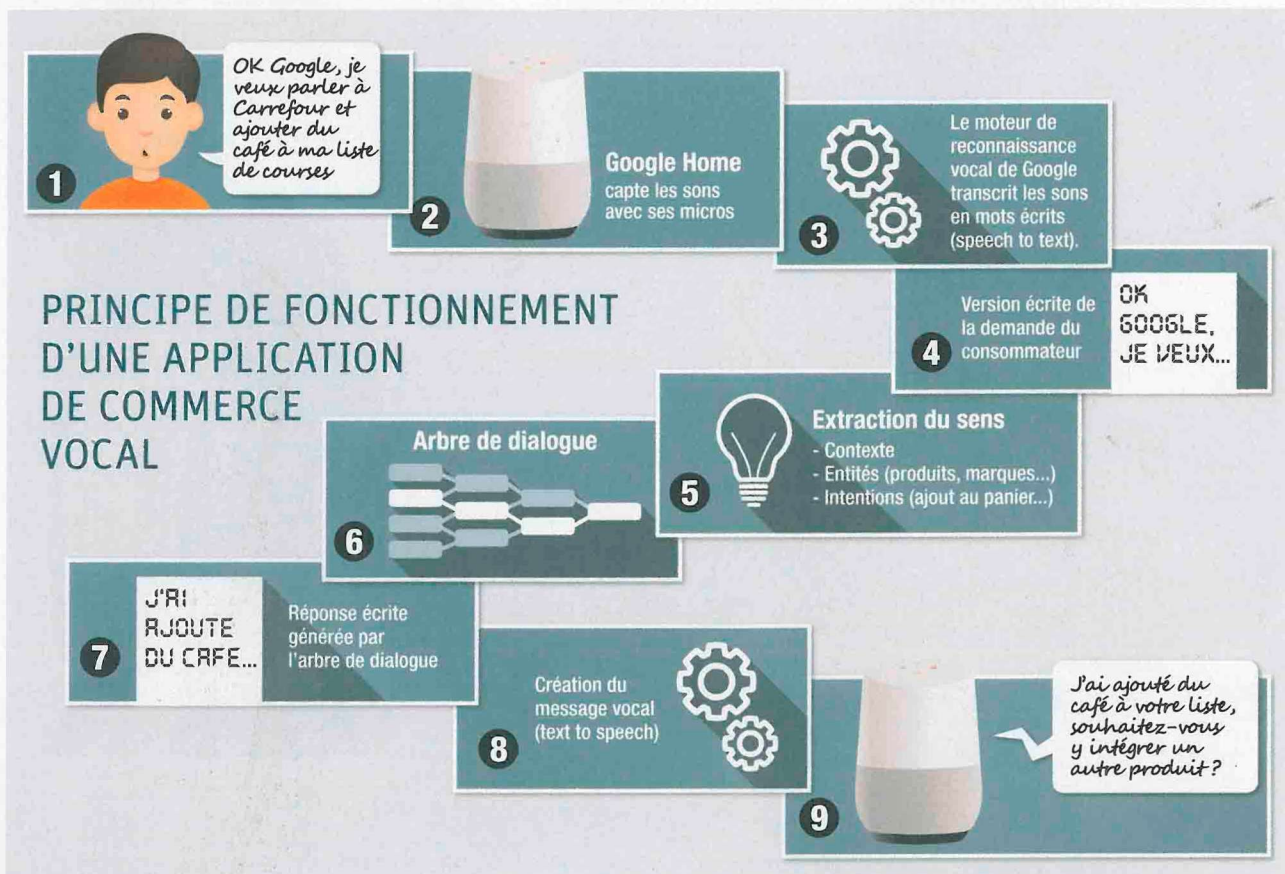 1
OK Google, je
veux parler à
Carrefour et
ajouter du
café à ma liste
de courses
2
Google Home
capte les sons
avec ses micros
3
Le moteur de
reconnaissance
vocal de Google
transcrit les sons
en mots écrits
(speech to text).
PRINCIPE DE FONCTIONNEMENT
D'UNE APPLICATION
DE COMMERCE
VOCAL
4
Version écrite de
la demande du
consommateur
OK
GOOGLE,
JE VEUX...
5
Extraction du sens
- Contexte
- Entités (produits, marques...)
- Intentions (ajout au panier...)
6
Arbre de dialogue
7
J'AI
AJOUTE
DU CAFE...
Réponse écrite
générée par
l'arbre de dialogue
8
Création du
message vocal
(text to speech)
9
J'ai ajouté du
café à votre liste,
souhaitez-vous
y intégrer un
autre produit ?